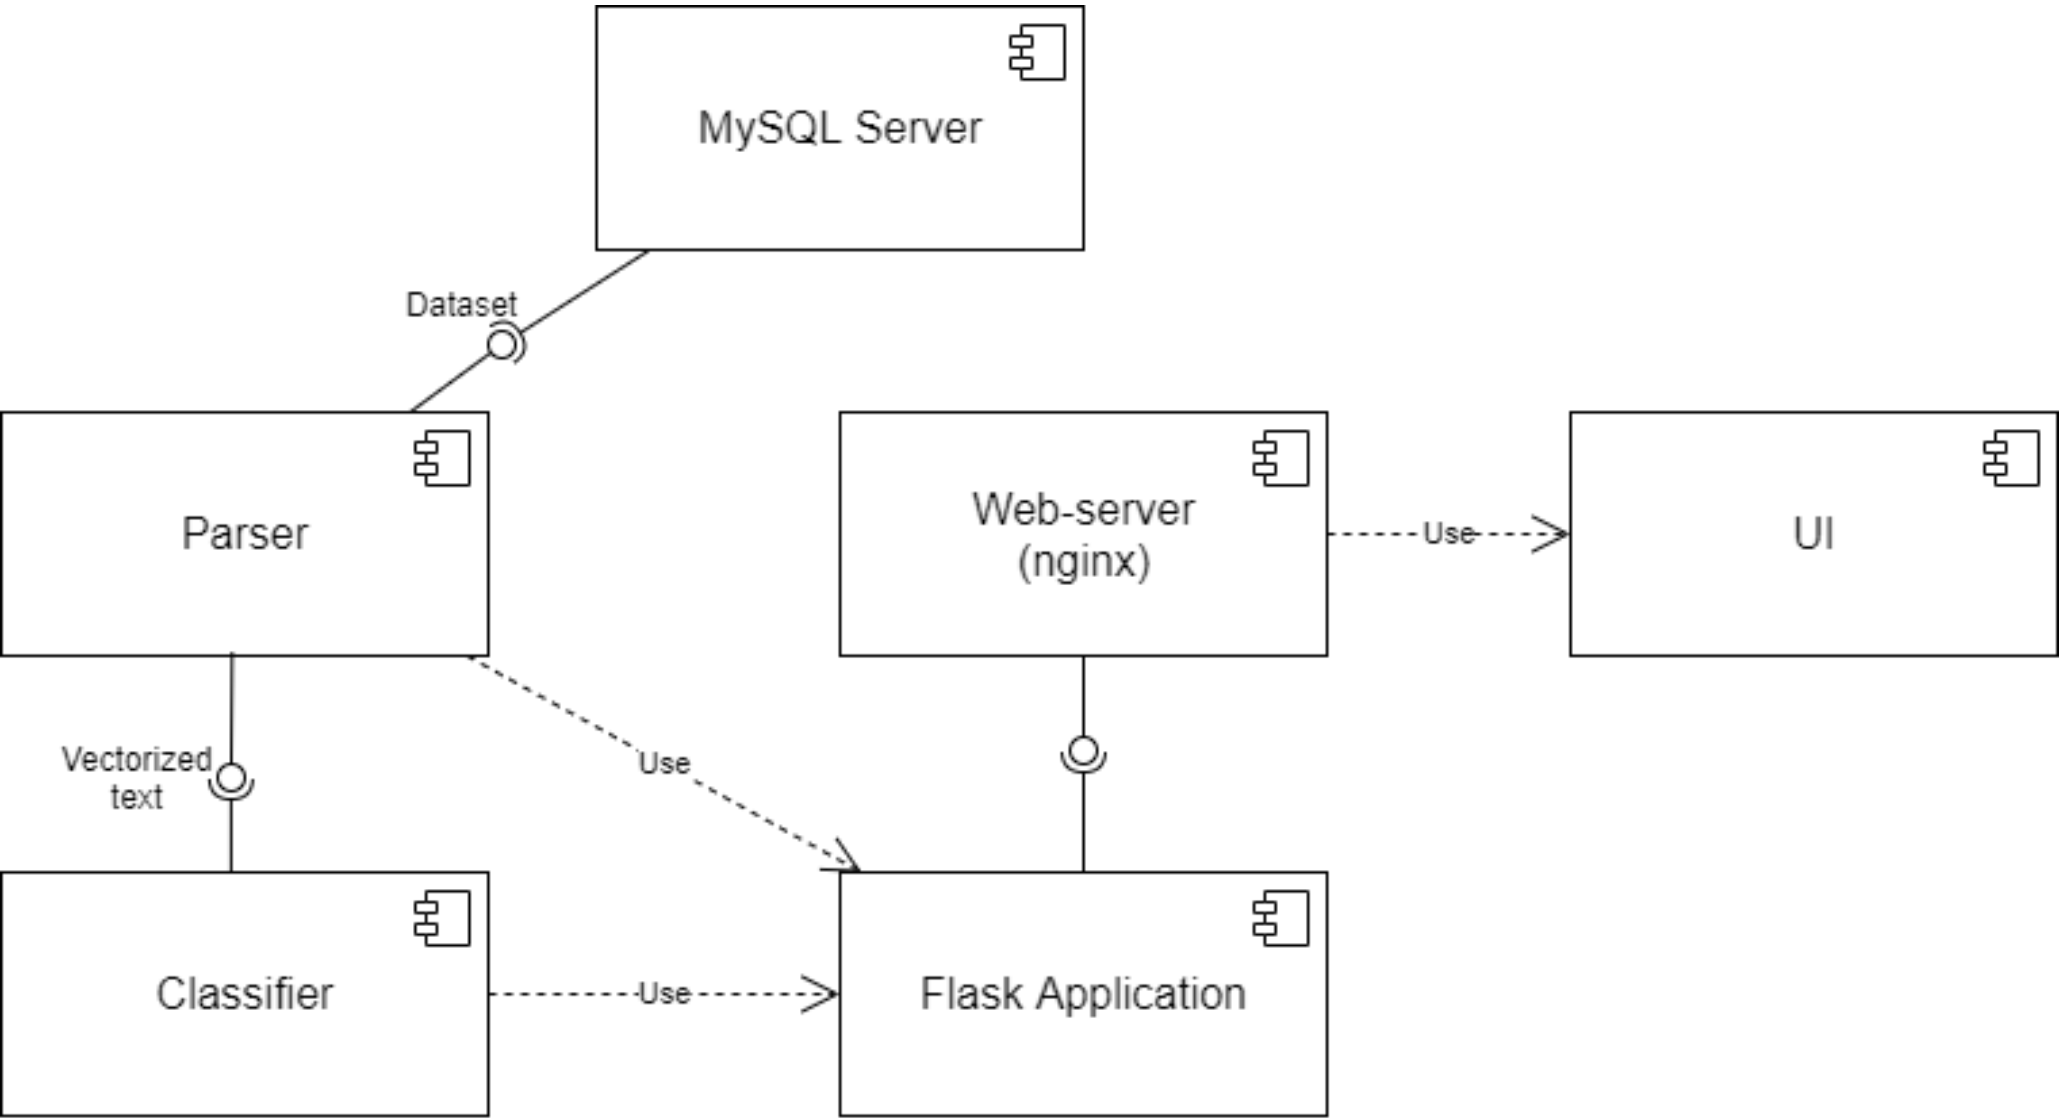 MySQL Server
Dataset
Parser
Web-server
(nginx)
Use
UI
Vectorized
text
Use
Classifier
Use
Flask Application